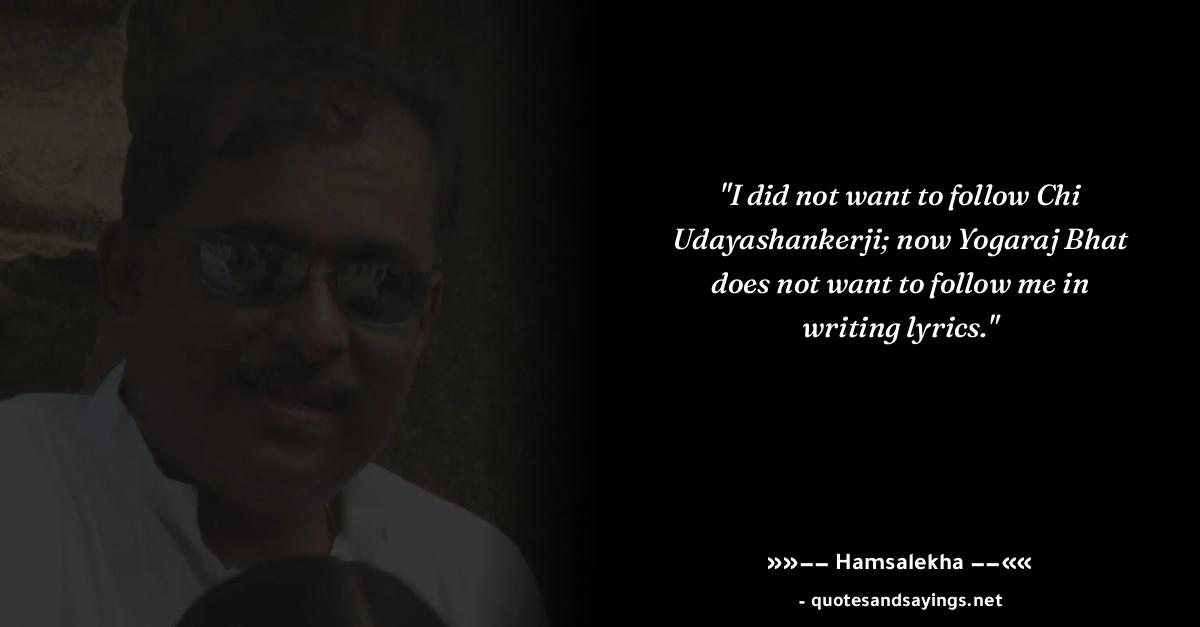 "I did not want to follow Chi
Udayashankerji; now Yogaraj Bhat
does not want to follow me in
writing lyrics."
»»−− Hamsalekha −−««
- quotesandsayings.net